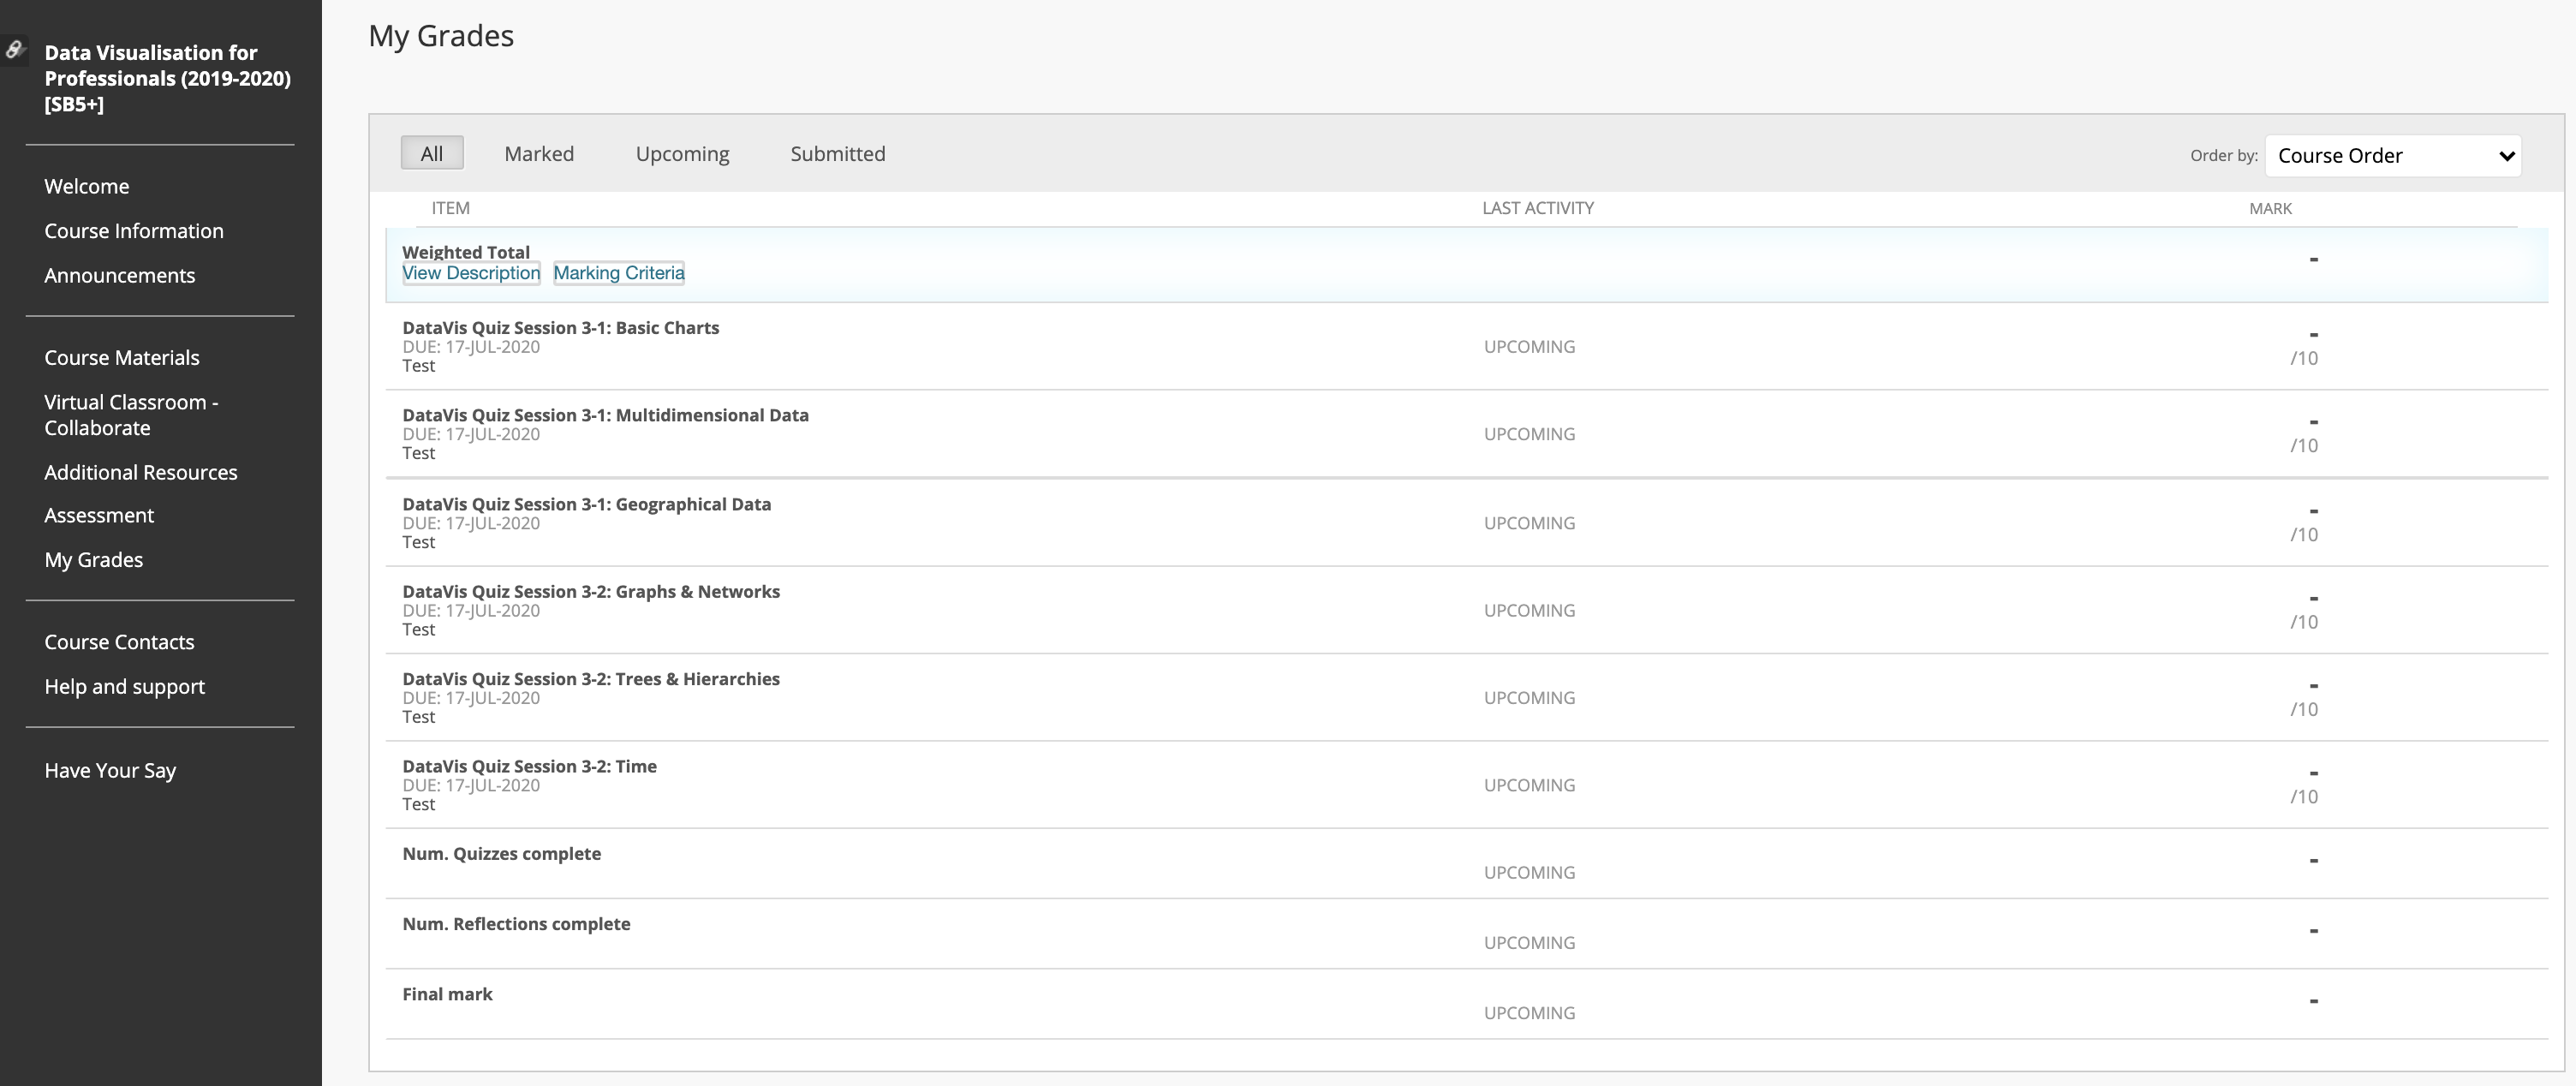 Data Visualisation for
Professionals (2019-2020)
[SB5+]
Welcome
Course Information
Announcements
Course Materials
Virtual Classroom -
Collaborate
Additional Resources
Assessment
My Grades
Course Contacts
Help and support
Have Your Say
My Grades
All Marked Upcoming Submitted Order by: Course Order
ITEM LAST ACTIVITY MARK
Weighted Total
View Description Marking Criteria -
DataVis Quiz Session 3-1: Basic Charts -
DUE: 17-JUL-2020 UPCOMING /10
Test
DataVis Quiz Session 3-1: Multidimensional Data -
DUE: 17-JUL-2020 UPCOMING /10
Test
DataVis Quiz Session 3-1: Geographical Data -
DUE: 17-JUL-2020 UPCOMING /10
Test
DataVis Quiz Session 3-2: Graphs & Networks -
DUE: 17-JUL-2020 UPCOMING /10
Test
DataVis Quiz Session 3-2: Trees & Hierarchies -
DUE: 17-JUL-2020 UPCOMING /10
Test
DataVis Quiz Session 3-2: Time -
DUE: 17-JUL-2020 UPCOMING /10
Test
Num. Quizzes complete -
UPCOMING
Num. Reflections complete -
UPCOMING
Final mark -
UPCOMING